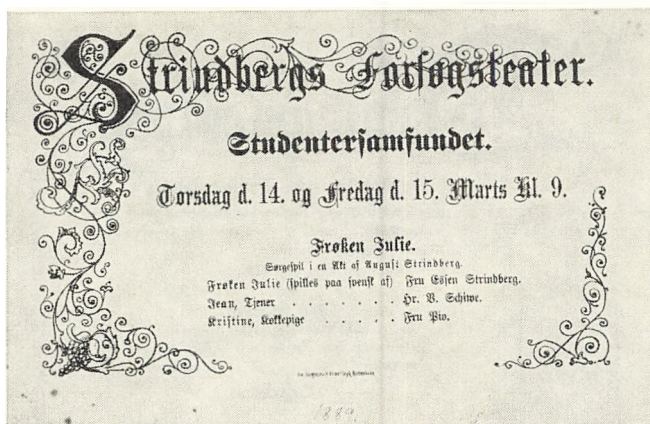 Strindbergs Forsøgsteater.
Studentersamfundet.
Torsdag d. 14. og Fredag d. 15. Marts Kl. 9.
Frøken Julie.
Sørgespil i en Akt af August Strindberg.
Frøken Julie (spilles paa svensk af) Fru Essen Strindberg.
Jean, Tjener . . . . . . . Hr. V. Schiwe.
Kristine, Kokkepige . . . . . Fru Pio.
1889